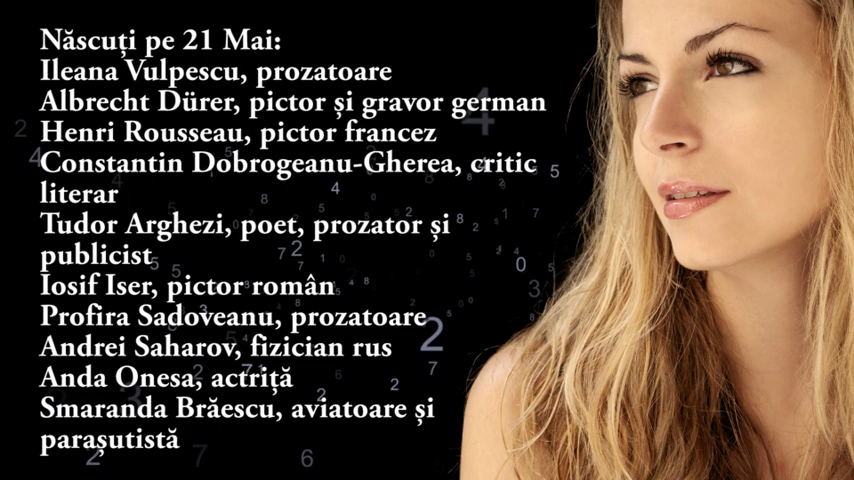 Născuți pe 21 Mai:
Ileana Vulpescu, prozatoare
Albrecht Dürer, pictor și gravor german
Henri Rousseau, pictor francez
Constantin Dobrogeanu-Gherea, critic
literar
Tudor Arghezi, poet, prozator și
publicist
Iosif Iser, pictor român
Profira Sadoveanu, prozatoare
Andrei Saharov, fizician rus
Anda Onesa, actriță
Smaranda Brăescu, aviatoare și
parașutistă